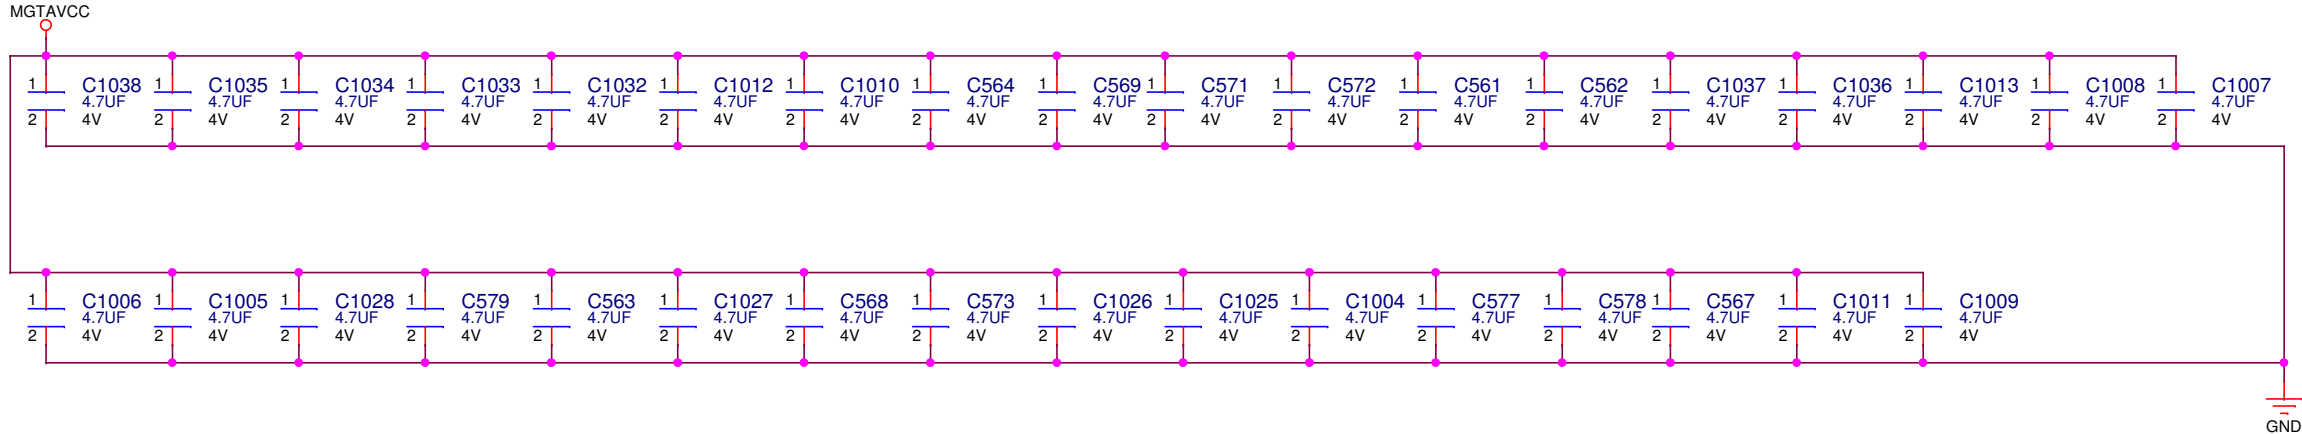 MGTAVCC
1 C1038 1 C1035 1 C1034 1 C1033 1 C1032 1 C1012 1 C1010 1 C564 1 C569 1 C571 1 C572 1 C561 1 C562 1 C1037 1 C1036 1 C1013 1 C1008 1 C1007
4.7UF 4.7UF 4.7UF 4.7UF 4.7UF 4.7UF 4.7UF 4.7UF 4.7UF 4.7UF 4.7UF 4.7UF 4.7UF 4.7UF 4.7UF 4.7UF 4.7UF 4.7UF
2 4V 2 4V 2 4V 2 4V 2 4V 2 4V 2 4V 2 4V 2 4V 2 4V 2 4V 2 4V 2 4V 2 4V 2 4V 2 4V 2 4V 2 4V
1 C1006 1 C1005 1 C1028 1 C579 1 C563 1 C1027 1 C568 1 C573 1 C1026 1 C1025 1 C1004 1 C577 1 C578 1 C567 1 C1011 1 C1009
4.7UF 4.7UF 4.7UF 4.7UF 4.7UF 4.7UF 4.7UF 4.7UF 4.7UF 4.7UF 4.7UF 4.7UF 4.7UF 4.7UF 4.7UF 4.7UF
2 4V 2 4V 2 4V 2 4V 2 4V 2 4V 2 4V 2 4V 2 4V 2 4V 2 4V 2 4V 2 4V 2 4V 2 4V 2 4V
GND